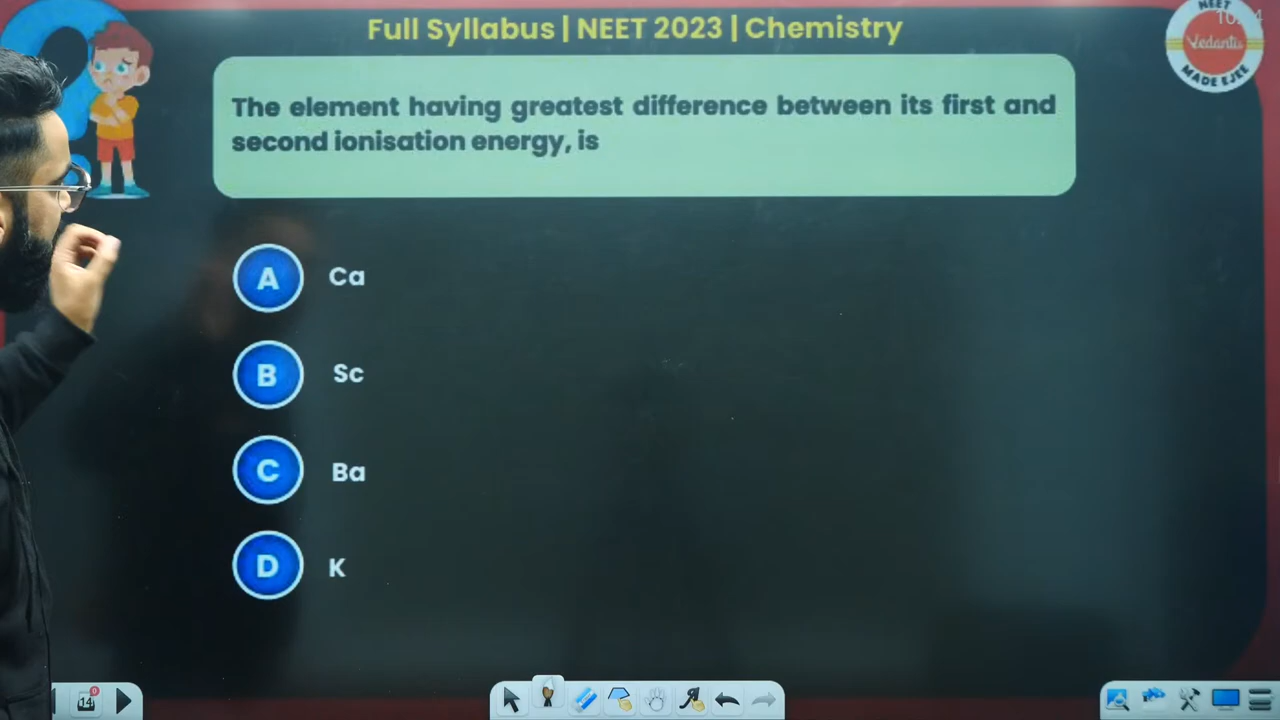 Full Syllabus | NEET 2023 | Chemistry
NEET
Vedantu
MADE EJEE
The element having greatest difference between its first and
second ionisation energy, is
A Ca
B Sc
C Ba
D K
14